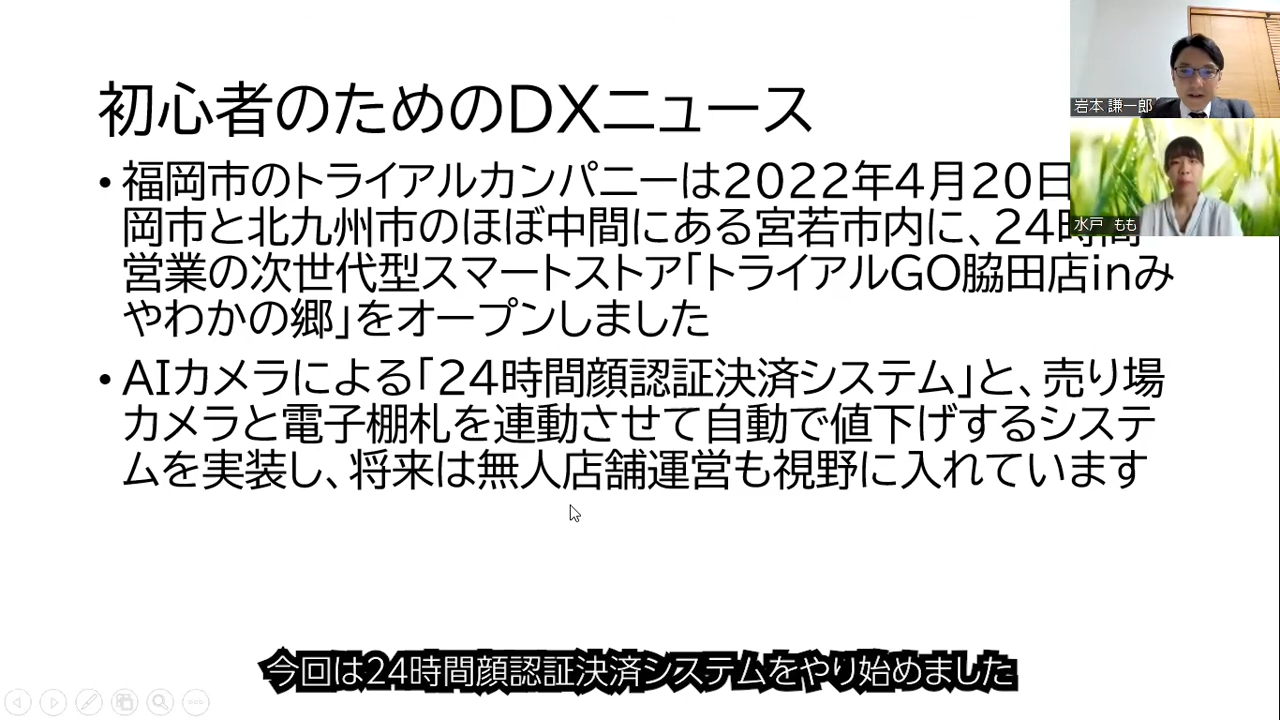 初心者のためのDXニュース
• 福岡市のトライアルカンパニーは2022年4月20日
岡市と北九州市のほぼ中間にある宮若市内に、24時間
営業の次世代型スマートストア「トライアルGO脇田店inみ
やわかの郷」をオープンしました
• AIカメラによる「24時間顔認証決済システム」と、売り場
カメラと電子棚札を連動させて自動で値下げするシステ
ムを実装し、将来は無人店舗運営も視野に入れています
岩本 謙一郎
水戸 もも
今回は24時間顔認証決済システムをやり始めました